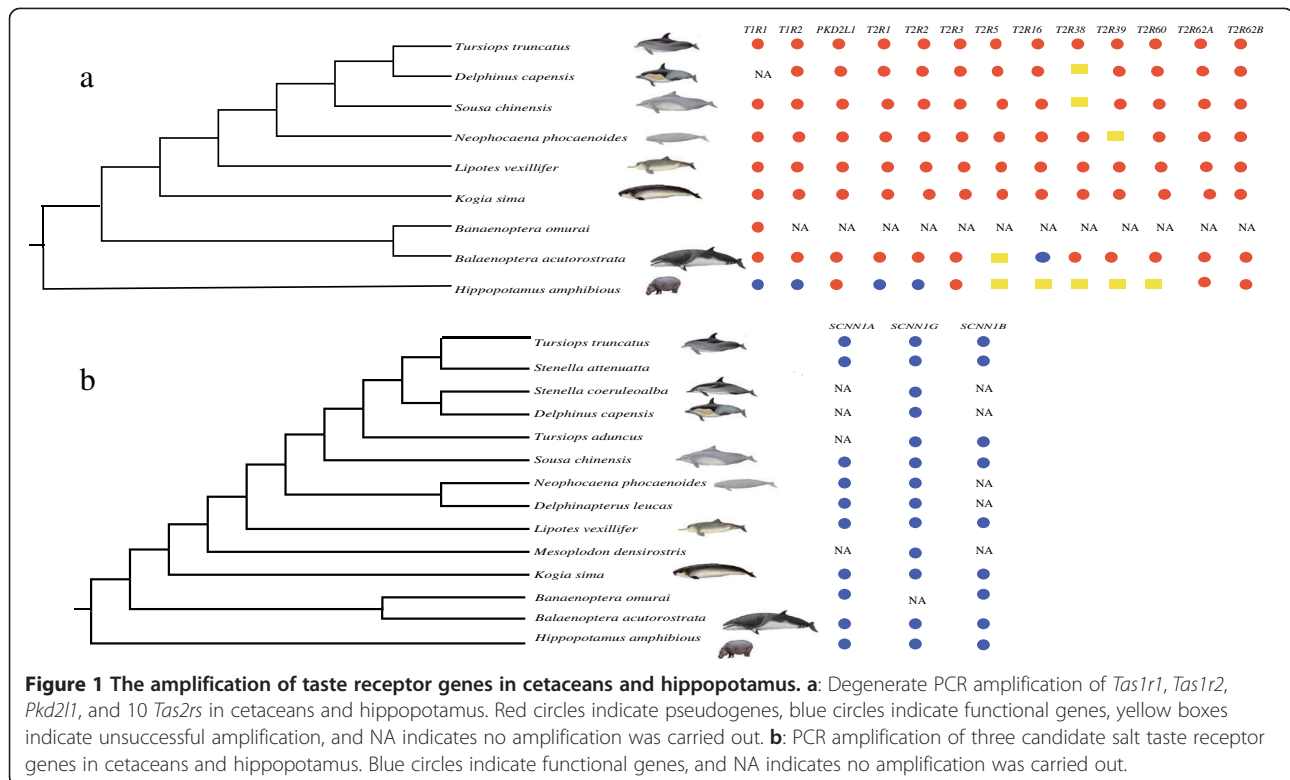 a
T1R1 T1R2 PKD2L1 T2R1 T2R2 T2R3 T2R5 T2R16 T2R38 T2R39 T2R60 T2R62A T2R62B
Tursiops truncatus
Delphinus capensis NA
Sousa chinensis
Neophocaena phocaenoides
Lipotes vexillifer
Kogia sima
Banaenoptera omurai NA NA NA NA NA NA NA NA NA NA NA NA
Balaenoptera acutorostrata
Hippopotamus amphibious
b
SCNN1A SCNN1G SCNN1B
Tursiops truncatus
Stenella attenuatta
Stenella coeruleoalba NA NA
Delphinus capensis NA NA
Tursiops aduncus NA
Sousa chinensis
Neophocaena phocaenoides NA
Delphinapterus leucas NA
Lipotes vexillifer
Mesoplodon densirostris NA NA
Kogia sima
Banaenoptera omurai NA
Balaenoptera acutorostrata
Hippopotamus amphibious
Figure 1 The amplification of taste receptor genes in cetaceans and hippopotamus. a: Degenerate PCR amplification of Tas1r1, Tas1r2,
Pkd2l1, and 10 Tas2rs in cetaceans and hippopotamus. Red circles indicate pseudogenes, blue circles indicate functional genes, yellow boxes
indicate unsuccessful amplification, and NA indicates no amplification was carried out. b: PCR amplification of three candidate salt taste receptor
genes in cetaceans and hippopotamus. Blue circles indicate functional genes, and NA indicates no amplification was carried out.